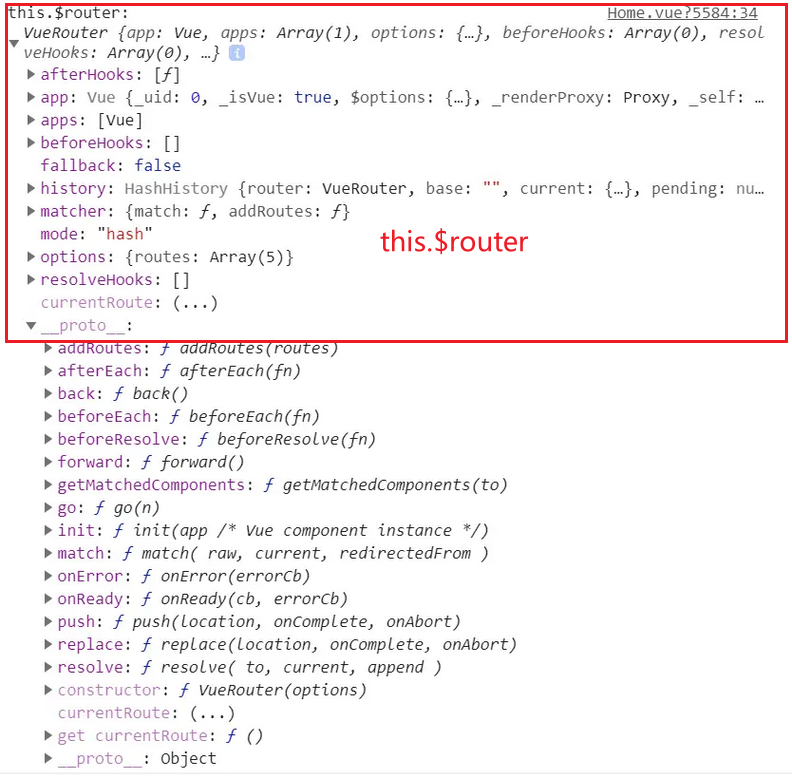 this.$router:
Home.vue?5584:34
VueRouter {app: Vue, apps: Array(1), options: {…}, beforeHooks: Array(0), resol
veHooks: Array(0), …} i
afterHooks: [ƒ]
app: Vue {_uid: 0, _isVue: true, $options: {…}, _renderProxy: Proxy, _self: …
apps: [Vue]
beforeHooks: []
fallback: false
history: HashHistory {router: VueRouter, base: "", current: {…}, pending: nu…
matcher: {match: ƒ, addRoutes: ƒ}
mode: "hash"
this.$router
options: {routes: Array(5)}
resolveHooks: []
currentRoute: (...)
__proto__:
addRoutes: ƒ addRoutes(routes)
afterEach: ƒ afterEach(fn)
back: ƒ back()
beforeEach: ƒ beforeEach(fn)
beforeResolve: ƒ beforeResolve(fn)
forward: ƒ forward()
getMatchedComponents: ƒ getMatchedComponents(to)
go: ƒ go(n)
init: ƒ init(app /* Vue component instance */)
match: ƒ match( raw, current, redirectedFrom )
onError: ƒ onError(errorCb)
onReady: ƒ onReady(cb, errorCb)
push: ƒ push(location, onComplete, onAbort)
replace: ƒ replace(location, onComplete, onAbort)
resolve: ƒ resolve( to, current, append )
constructor: ƒ VueRouter(options)
currentRoute: (...)
get currentRoute: ƒ ()
__proto__: Object